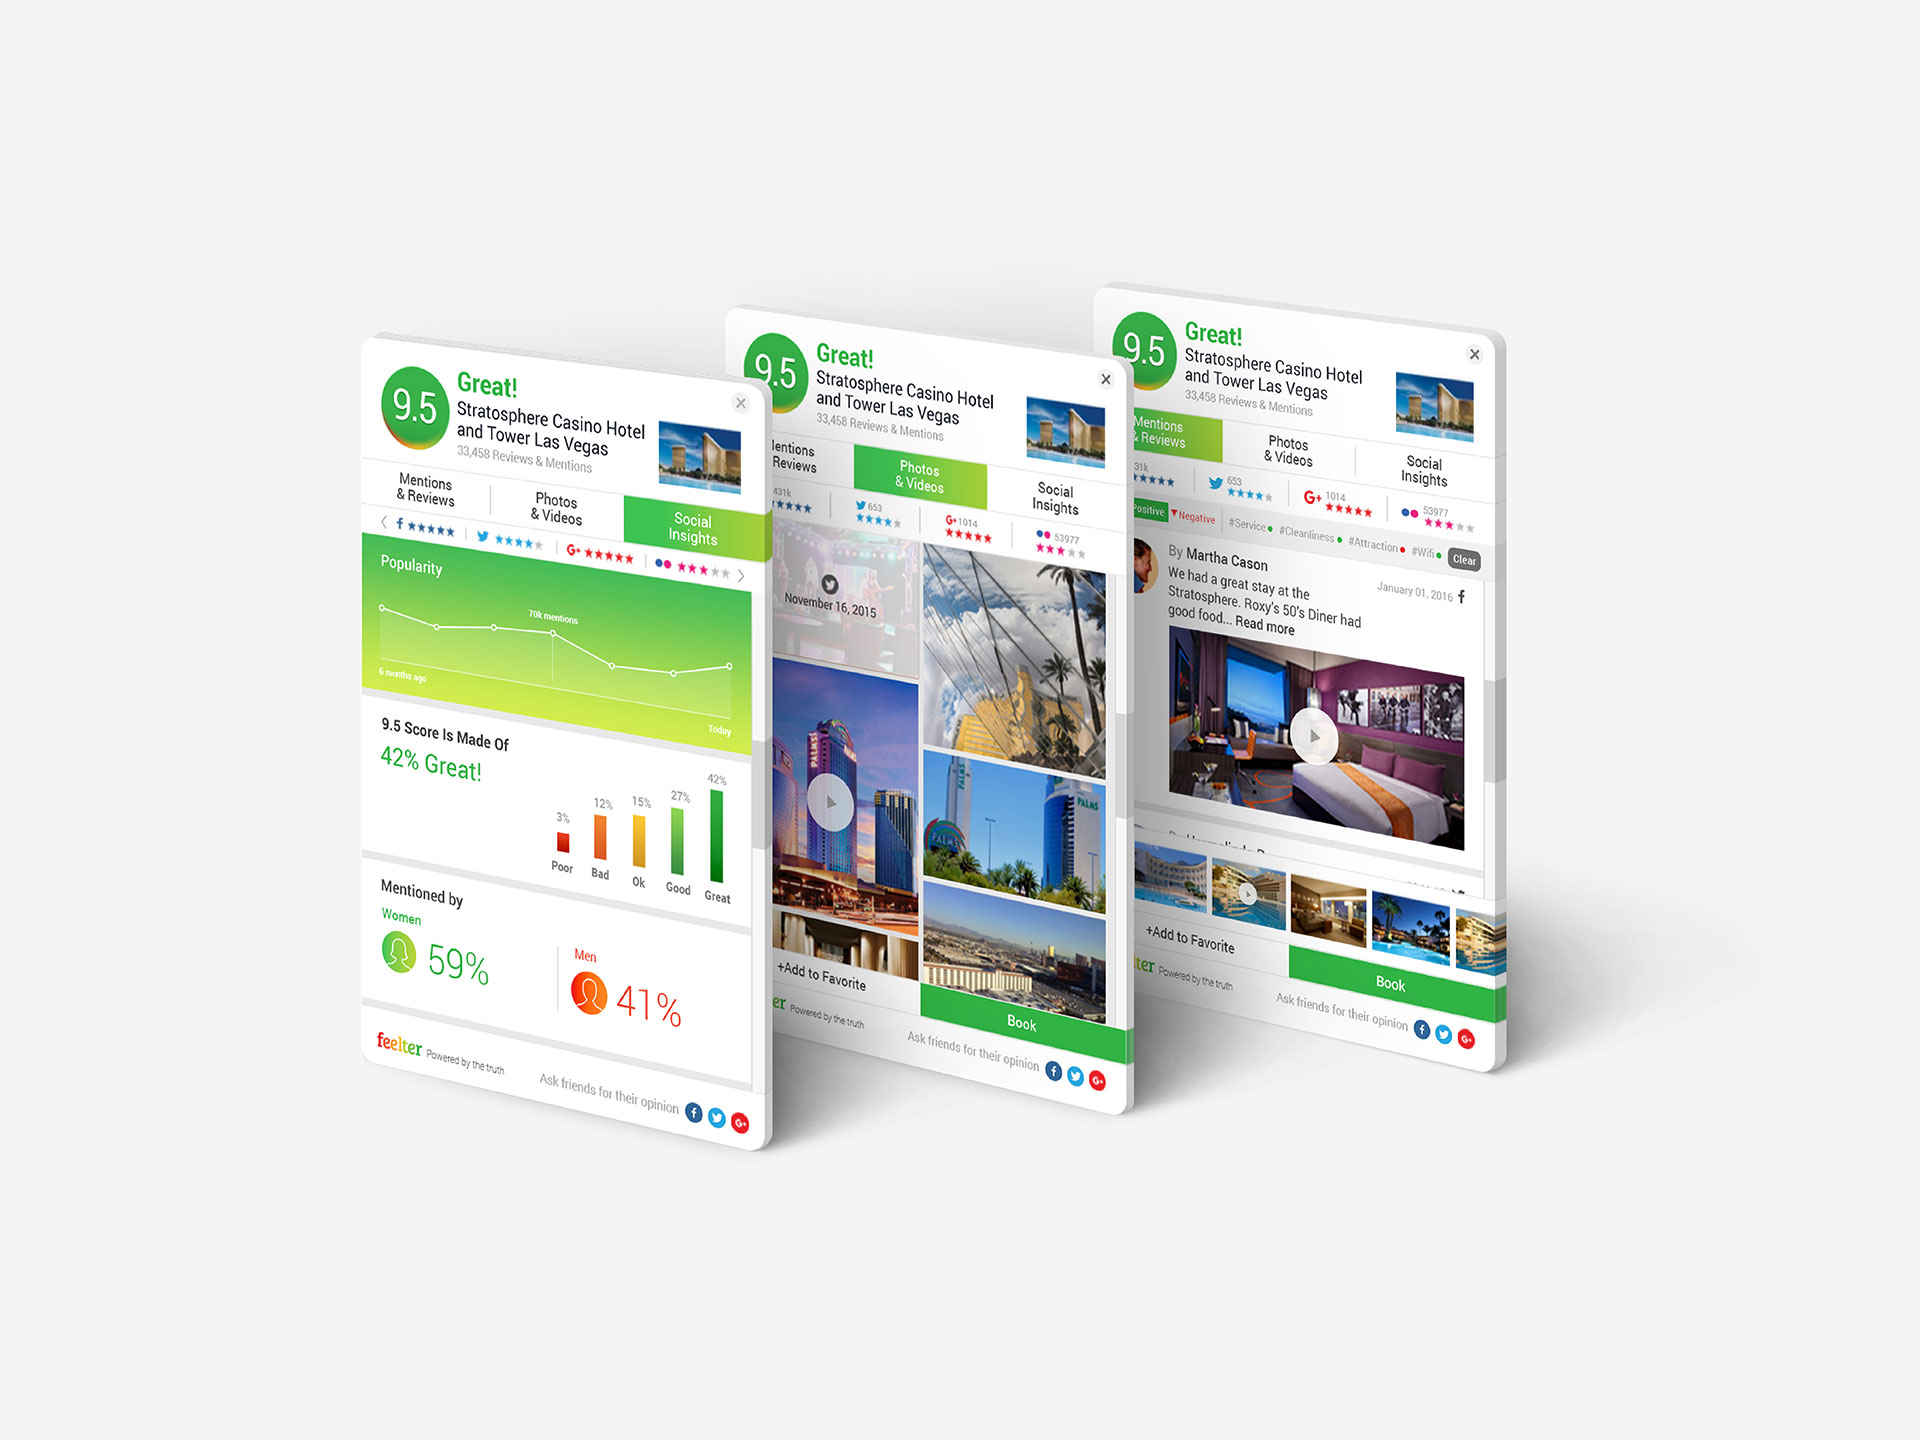 9.5
Great!
Stratosphere Casino Hotel
and Tower Las Vegas
33,458 Reviews & Mentions
Mentions
& Reviews
Photos
& Videos
Social
Insights
Popularity
70k mentions
6 months ago
Today
9.5 Score Is Made Of
42% Great!
3%
12%
15%
27%
42%
Poor
Bad
Ok
Good
Great
Mentioned by
Women
59%
Men
41%
feelter Powered by the truth
Ask friends for their opinion
9.5
Great!
Stratosphere Casino Hotel
and Tower Las Vegas
33,458 Reviews & Mentions
Reviews
Photos
& Videos
Social
Insights
431k
653
1014
53977
November 16, 2015
PALMS
PALMS
PALMS
PALMS
+Add to Favorite
Book
er Powered by the truth
Ask friends for their opinion
9.5
Great!
Stratosphere Casino Hotel
and Tower Las Vegas
33,458 Reviews & Mentions
Mentions
& Reviews
Photos
& Videos
Social
Insights
31k
653
1014
53977
Positive
Negative
#Service
#Cleanliness
#Attraction
#Wifi
Clear
By Martha Cason
January 01, 2016
We had a great stay at the
Stratosphere. Roxy's 50's Diner had
good food... Read more
+Add to Favorite
Book
lter Powered by the truth
Ask friends for their opinion